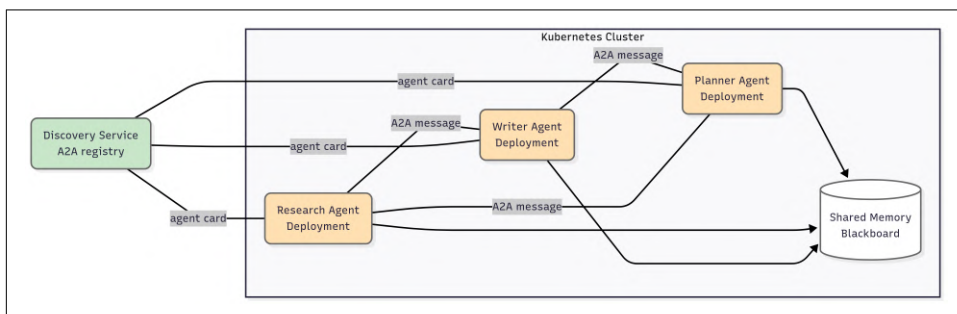 Kubernetes Cluster
A2A message
agent card
Planner Agent
Deployment
A2A message
Writer Agent
Deployment
Discovery Service
A2A registry
agent card
agent card
Research Agent
Deployment
A2A message
Shared Memory
Blackboard